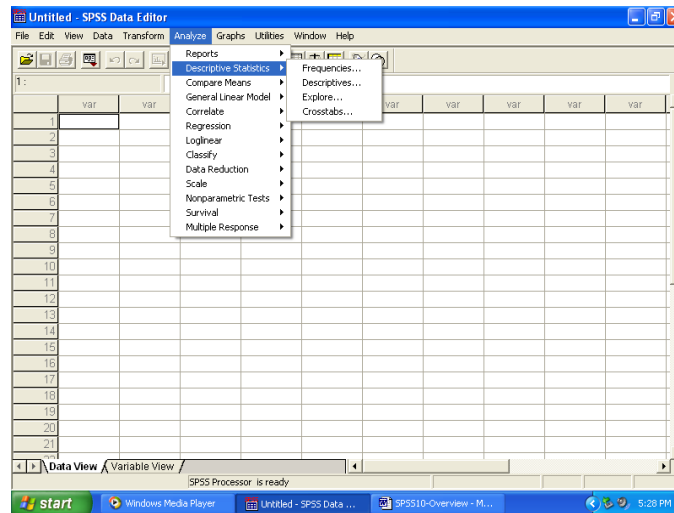 Untitled - SPSS Data Editor
File Edit View Data Transform Analyze Graphs Utilities Window Help
1 :
Reports
Descriptive Statistics
Compare Means
General Linear Model
Correlate
Regression
Loglinear
Classify
Data Reduction
Scale
Nonparametric Tests
Survival
Multiple Response
Frequencies...
Descriptives...
Explore...
Crosstabs...
var var var var var var
1
2
3
4
5
6
7
8
9
10
11
12
13
14
15
16
17
18
19
20
21
Data View Variable View
SPSS Processor is ready
start Windows Media Player Untitled - SPSS Data ... SPSS10-Overview - M... 5:28 PM